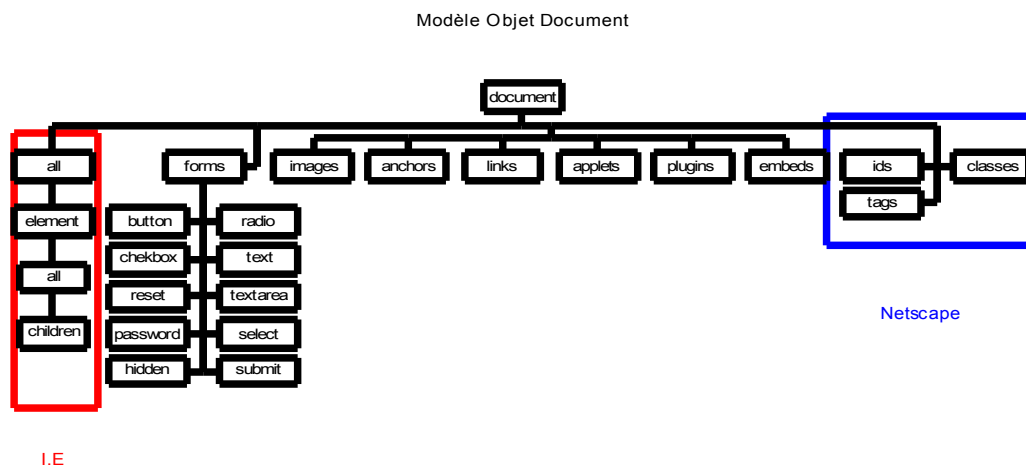 Modèle Objet Document
document
all forms images anchors links applets plugins embeds ids classes
tags
element button radio
chekbox text
all
reset textarea
children password select
hidden submit
Netscape
I.E